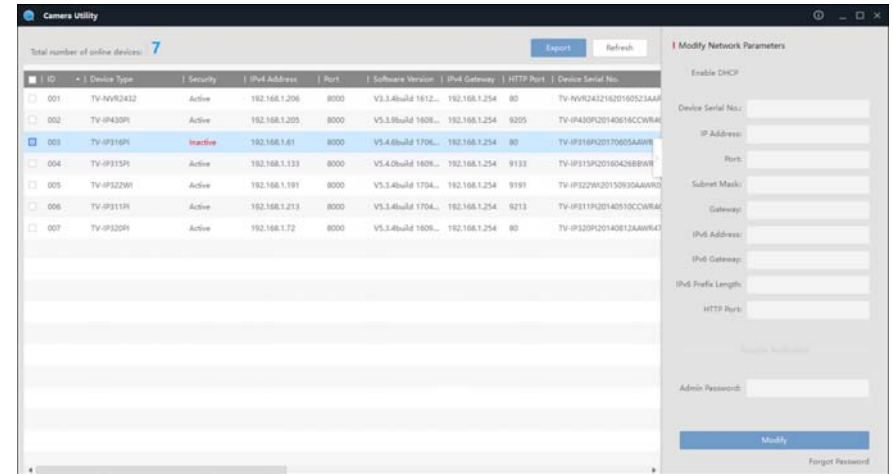 Camera Utility
Total number of online devices: 7
Export
Refresh
ID | Device Type | Security | IPv4 Address | Port | Software Version | IPv4 Gateway | HTTP Port | Device Serial No.
001 TV-NVR2432 Active 192.168.1.206 8000 V3.3.4build 1612... 192.168.1.254 80
002 TV-IP430PI Active 192.168.1.205 8000 V5.3.9build 1608... 192.168.1.254 9205
003 TV-IP316PI Inactive 192.168.1.61 8000 V5.4.6build 1706... 192.168.1.254 80
004 TV-IP315PI Active 192.168.1.133 8000 V5.4.0build 1609... 192.168.1.254 9133
005 TV-IP322WI Active 192.168.1.191 8000 V5.3.4build 1704... 192.168.1.254 9191
006 TV-IP311PI Active 192.168.1.213 8000 V5.3.4build 1704... 192.168.1.254 9213
007 TV-IP320PI Active 192.168.1.72 8000 V5.3.4build 1609... 192.168.1.254 80
Modify Network Parameters
Enable DHCP
Device Serial No.:
IP Address:
Port:
Subnet Mask:
Gateway:
IPv6 Address:
IPv6 Gateway:
IPv6 Prefix Length:
HTTP Port:
Admin Password:
Modify
Forgot Password